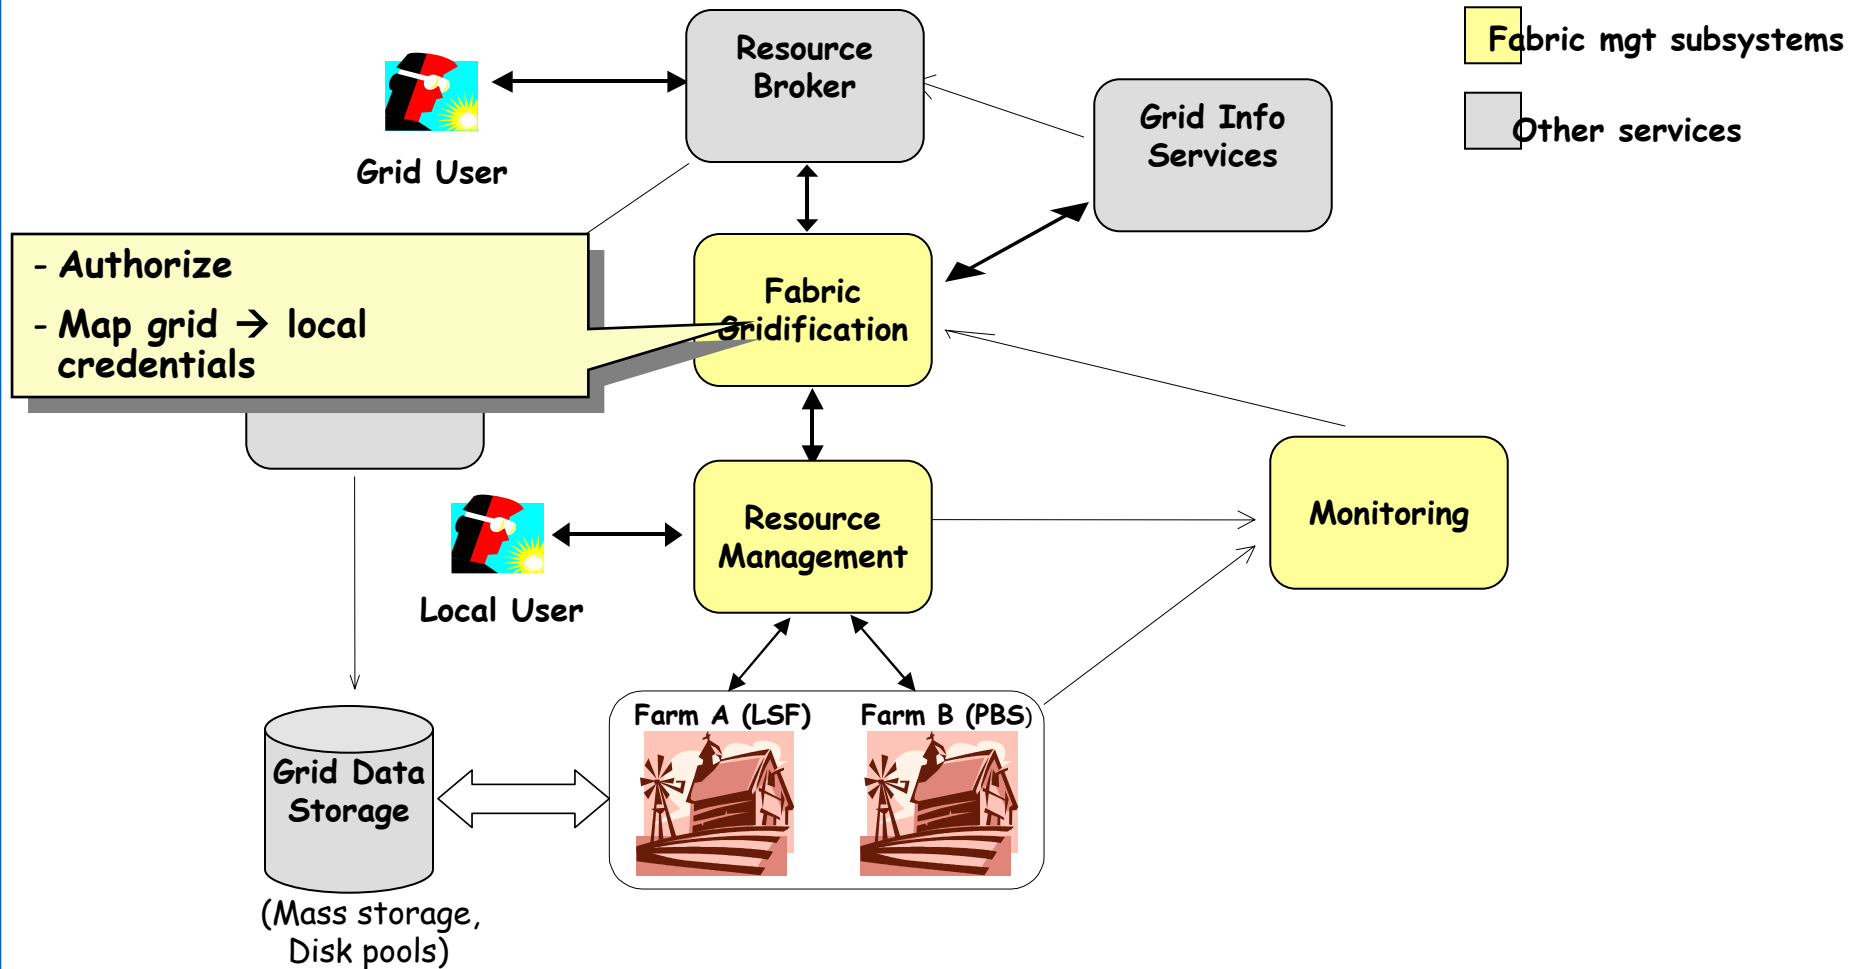 Resource
Broker
Fabric mgt subsystems
Other services
Grid Info
Services
Grid User
- Authorize
- Map grid → local
credentials
Fabric
Gridification
Resource
Management
Monitoring
Local User
Farm A (LSF)
Farm B (PBS)
Grid Data
Storage
(Mass storage,
Disk pools)